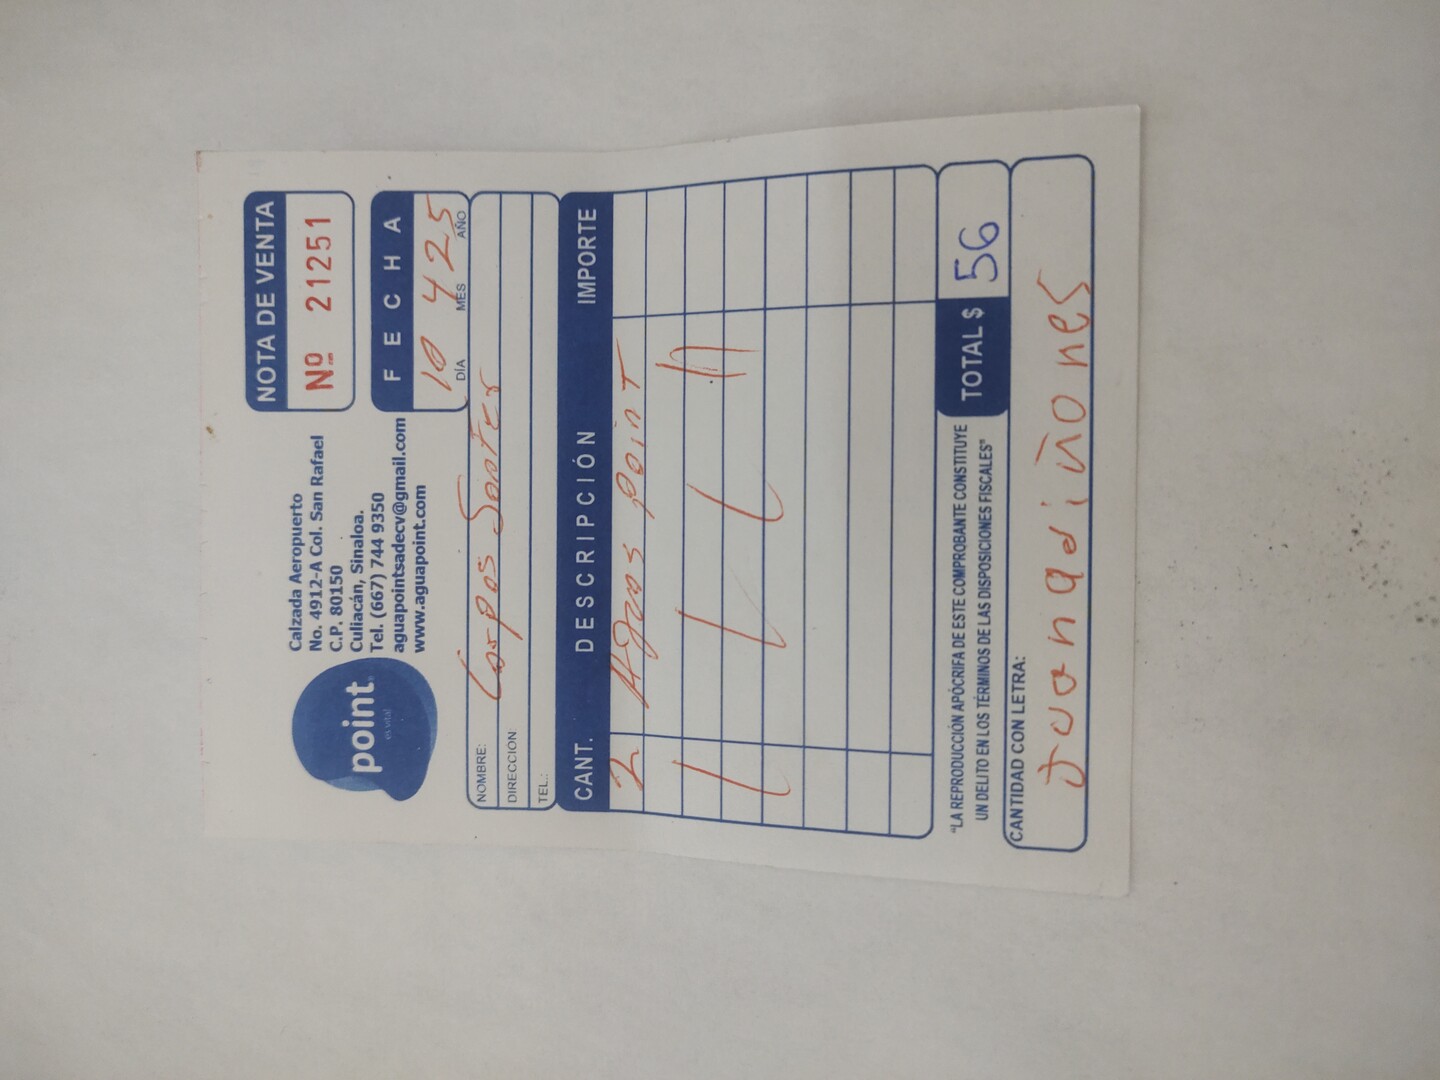 point
es vital
Calzada Aeropuerto
No. 4912-A Col. San Rafael
C.P. 80150
Culiacán, Sinaloa.
Tel. (667) 744 9350
aguapointsadecv@gmail.com
www.aguapoint.com
NOTA DE VENTA
Nº 21251
FECHA
10 4 25
DÍA MES AÑO
NOMBRE:
DIRECCION:
TEL.:
CANT. DESCRIPCIÓN IMPORTE
2 Aguas point
"LA REPRODUCCIÓN APÓCRIFA DE ESTE COMPROBANTE CONSTITUYE
UN DELITO EN LOS TÉRMINOS DE LAS DISPOSICIONES FISCALES"
TOTAL $ 56
CANTIDAD CON LETRA: